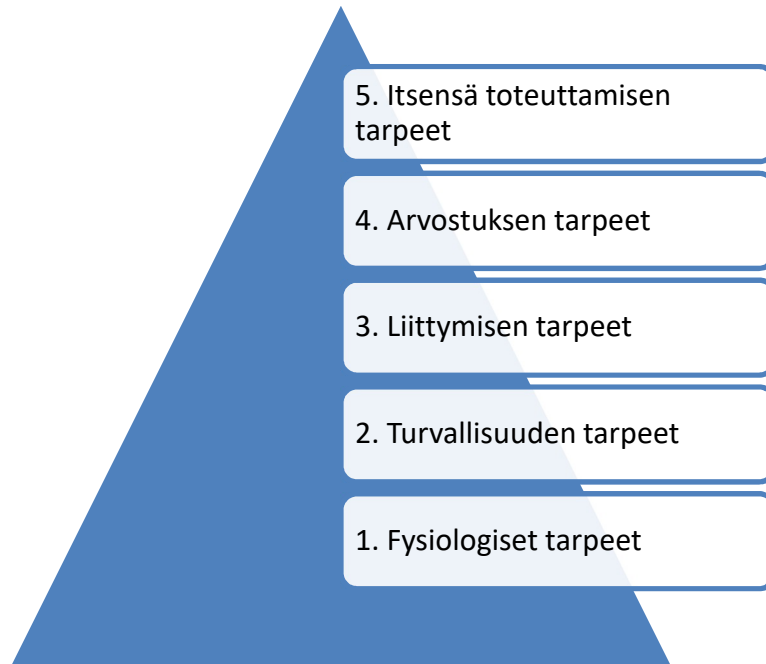 5. Itsensä toteuttamisen
tarpeet
4. Arvostuksen tarpeet
3. Liittymisen tarpeet
2. Turvallisuuden tarpeet
1. Fysiologiset tarpeet